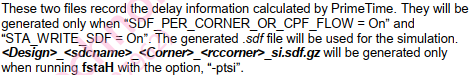 These two files record the delay information calculated by PrimeTime. They will be
generated only when “SDF_PER_CORNER_OR_CPF_FLOW = On” and
“STA_WRITE_SDF = On”. The generated .sdf file will be used for the simulation.
<Design>_<sdcname>_<Corner>_<rccorner>_si.sdf.gz will be generated only
when running fstaH with the option, “-ptsi”.